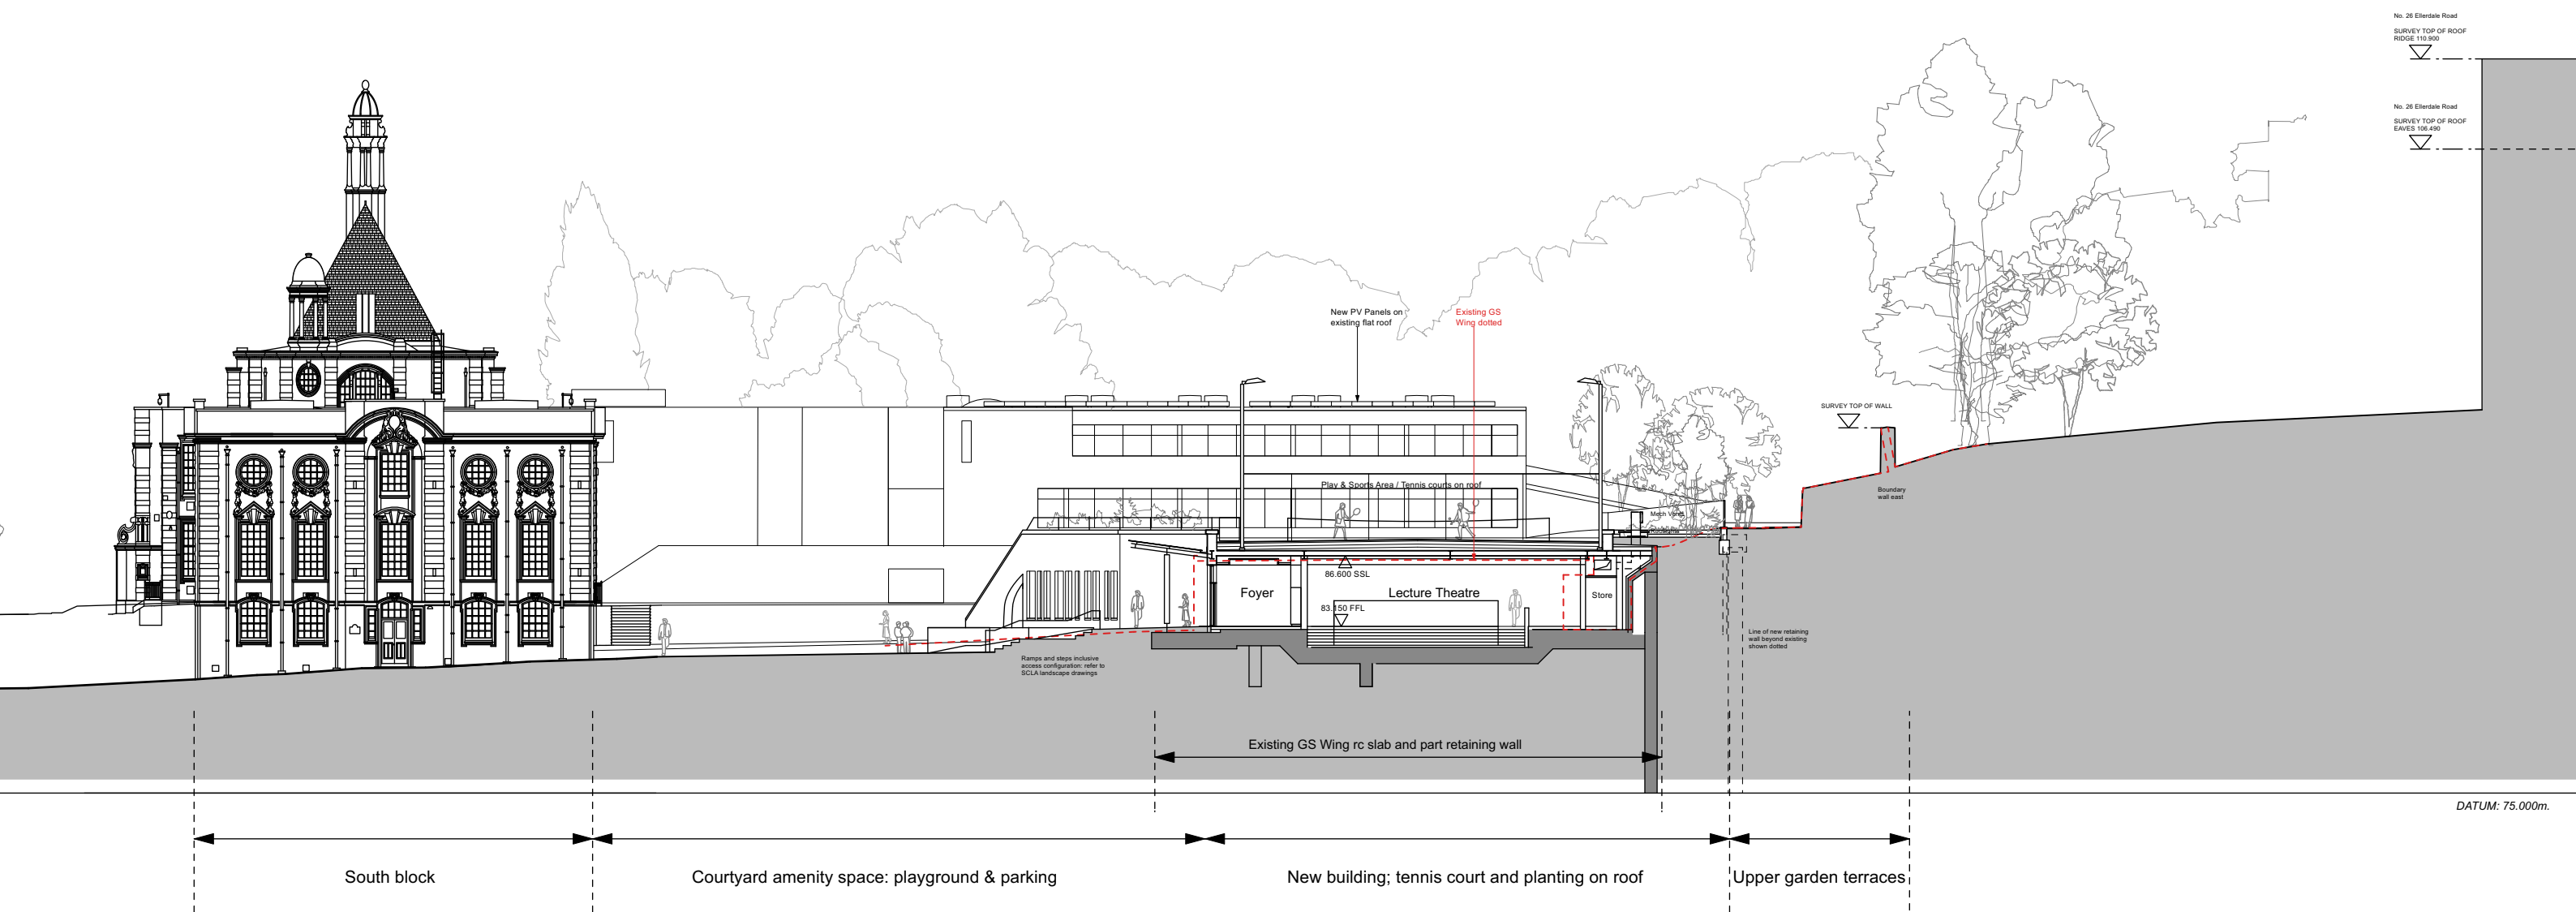 No. 26 Ellerdale Road
SURVEY TOP OF ROOF
RIDGE 110.900
No. 26 Ellerdale Road
SURVEY TOP OF ROOF
EAVES 106.490
New PV Panels on
existing flat roof
Existing GS
Wing dotted
SURVEY TOP OF WALL
Play & Sports Area / Tennis courts on roof
Boundary
wall east
Mech Vents
86.600 SSL
Foyer
Lecture Theatre
Store
83.150 FFL
Line of new retaining
wall beyond existing
shown dotted
Ramps and steps inclusive
access configuration: refer to
SCLA landscape drawings
Existing GS Wing rc slab and part retaining wall
DATUM: 75.000m.
South block
Courtyard amenity space: playground & parking
New building; tennis court and planting on roof
Upper garden terraces